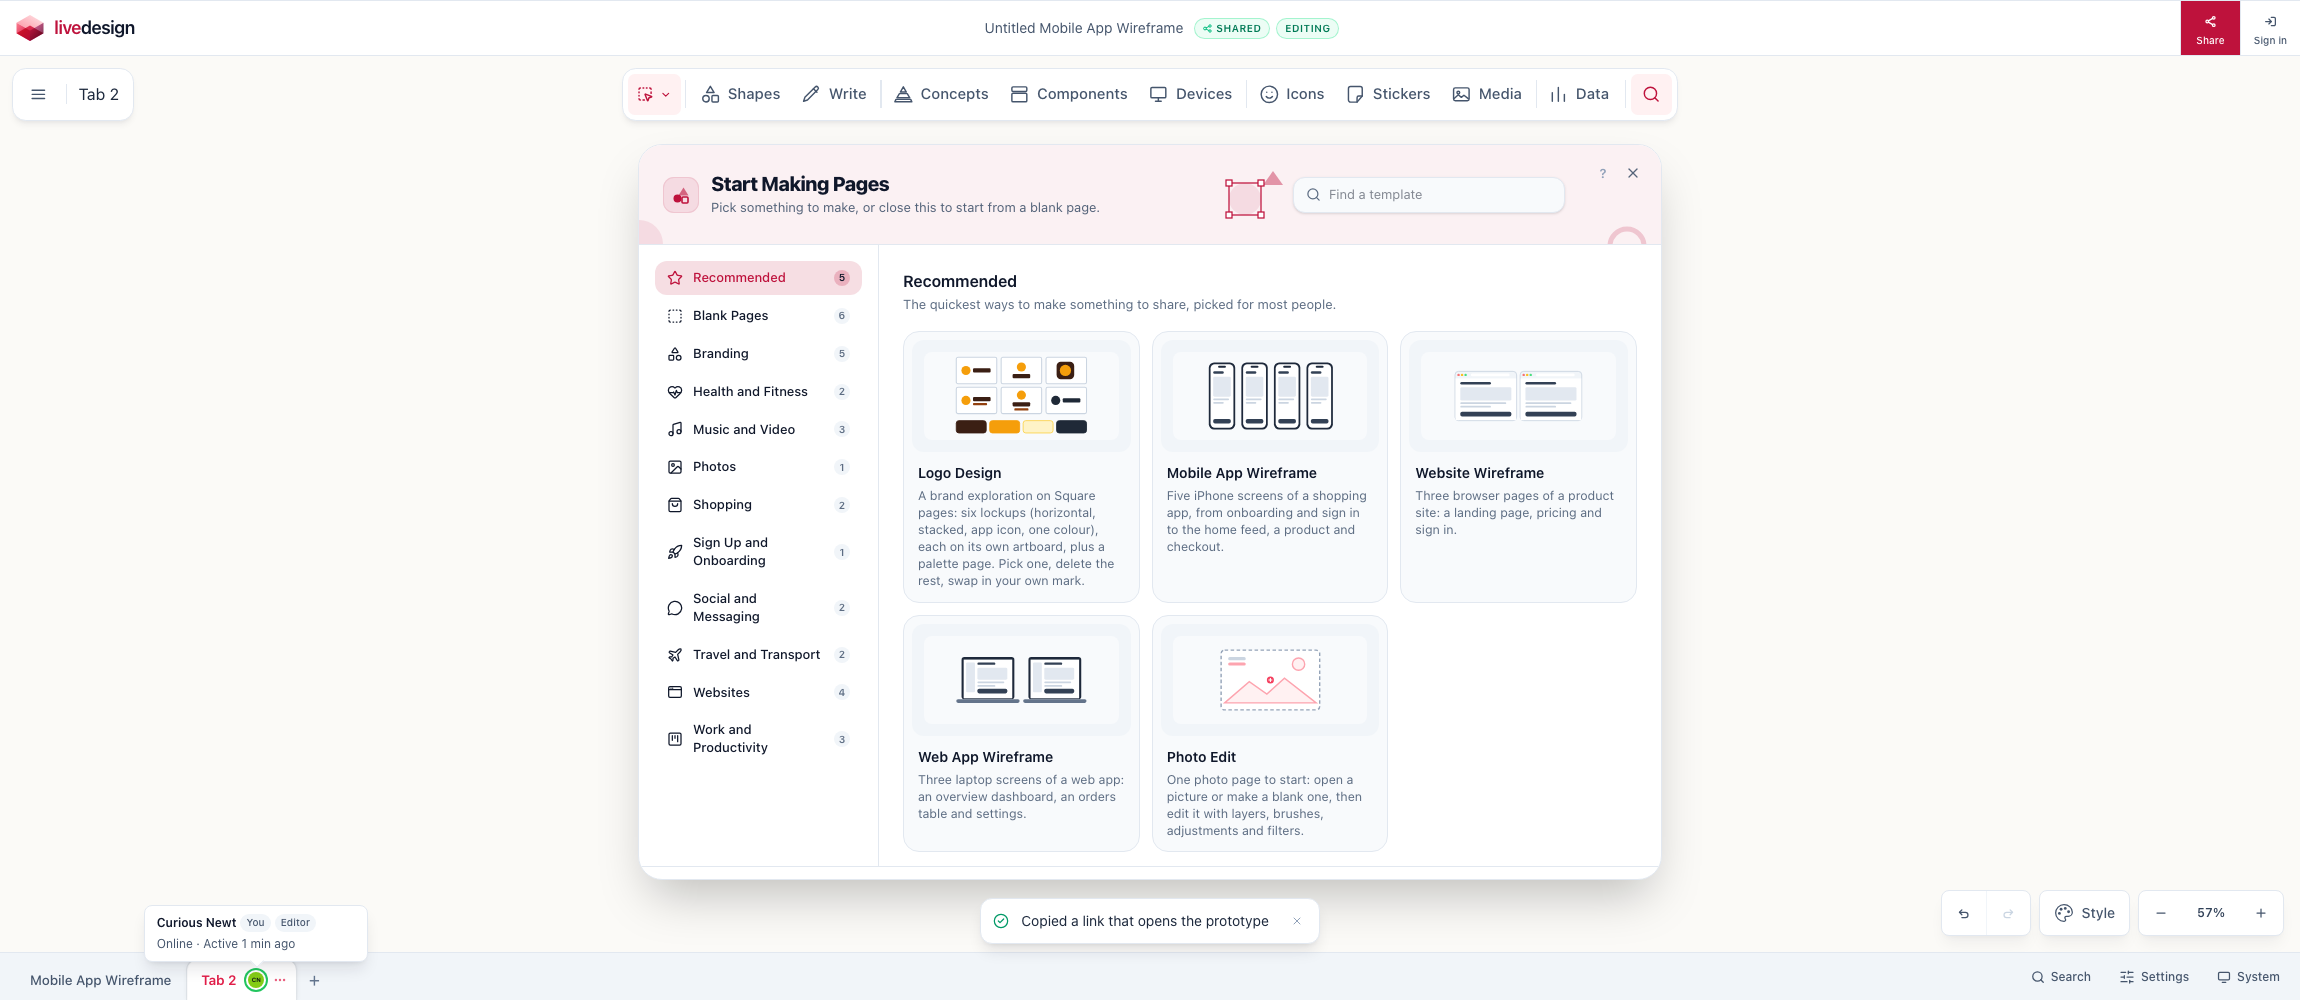 livedesign
Untitled Mobile App Wireframe
SHARED
EDITING
Share
Sign in
Tab 2
Shapes
Write
Concepts
Components
Devices
Icons
Stickers
Media
Data
Start Making Pages
Pick something to make, or close this to start from a blank page.
Find a template
?
Recommended 5
Blank Pages 6
Branding 5
Health and Fitness 2
Music and Video 3
Photos 1
Shopping 2
Sign Up and
Onboarding 1
Social and
Messaging 2
Travel and Transport 2
Websites 4
Work and
Productivity 3
Recommended
The quickest ways to make something to share, picked for most people.
Logo Design
A brand exploration on Square
pages: six lockups (horizontal,
stacked, app icon, one colour),
each on its own artboard, plus a
palette page. Pick one, delete the
rest, swap in your own mark.
Mobile App Wireframe
Five iPhone screens of a shopping
app, from onboarding and sign in
to the home feed, a product and
checkout.
Website Wireframe
Three browser pages of a product
site: a landing page, pricing and
sign in.
Web App Wireframe
Three laptop screens of a web app:
an overview dashboard, an orders
table and settings.
Photo Edit
One photo page to start: open a
picture or make a blank one, then
edit it with layers, brushes,
adjustments and filters.
Curious Newt You Editor
Online · Active 1 min ago
Copied a link that opens the prototype
Style
57%
Mobile App Wireframe
Tab 2
CN
Search
Settings
System